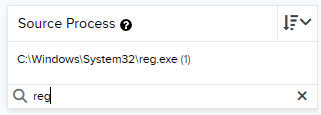 Source Process
C:\Windows\System32\reg.exe (1)
reg